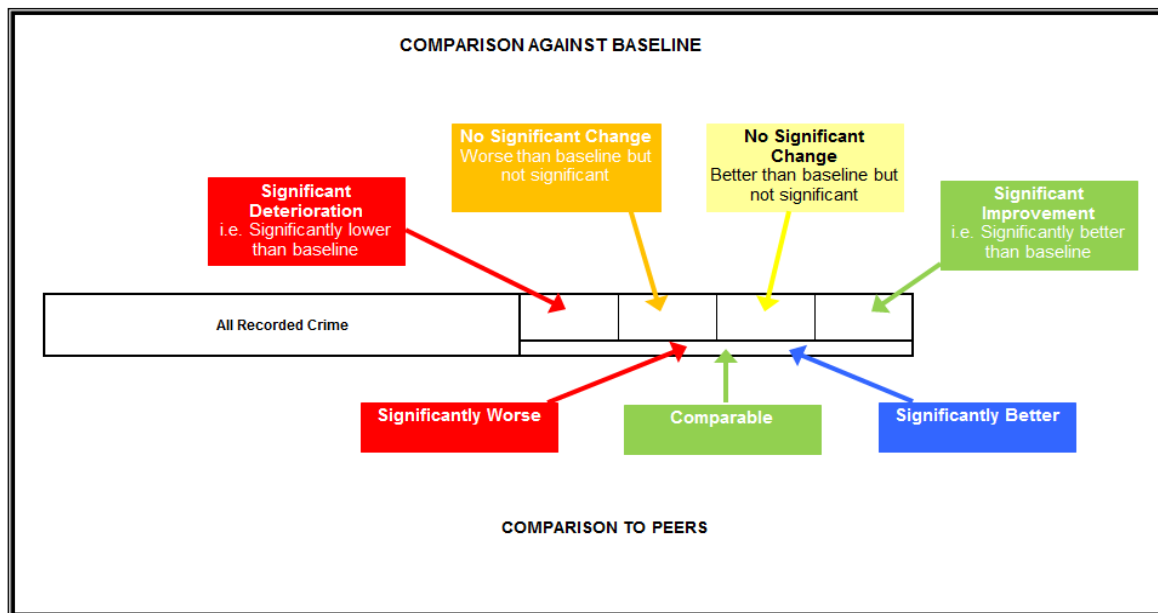 COMPARISON AGAINST BASELINE
No Significant Change
Worse than baseline but
not significant
No Significant
Change
Better than baseline but
not significant
Significant
Deterioration
i.e. Significantly lower
than baseline
Significant
Improvement
i.e. Significantly better
than baseline
All Recorded Crime
Significantly Worse
Comparable
Significantly Better
COMPARISON TO PEERS